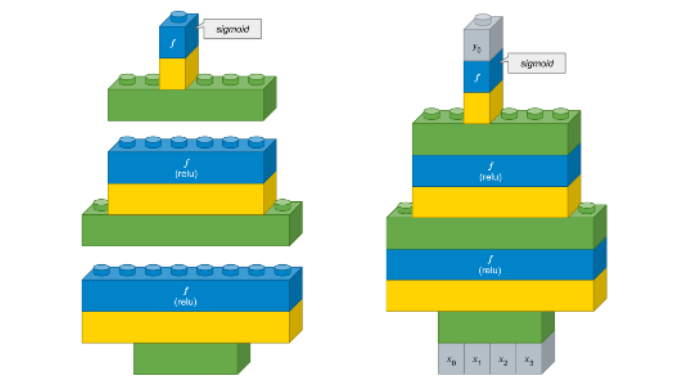 f
sigmoid
f
(relu)
f
(relu)
y0
f
sigmoid
f
(relu)
f
(relu)
x0 x1 x2 x3